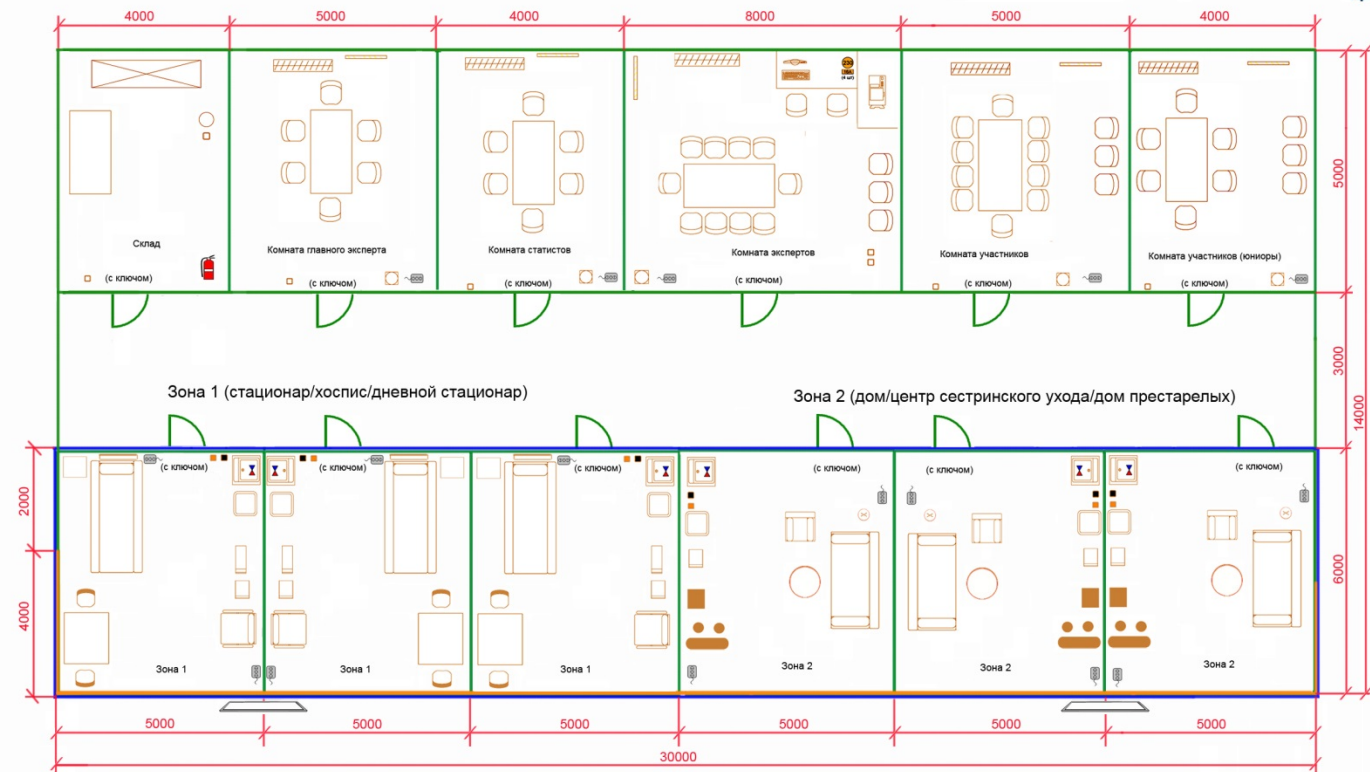 4000 5000 4000 8000 5000 4000
230
Склад
Комната главного эксперта
Комната статистов
Комната экспертов
Комната участников
Комната участников (юниоры)
(с ключом) (с ключом) (с ключом) (с ключом) (с ключом) (с ключом)
5000
3000
14000
Зона 1 (стационар/хоспис/дневной стационар)
Зона 2 (дом/центр сестринского ухода/дом престарелых)
(с ключом) (с ключом) (с ключом) (с ключом) (с ключом) (с ключом)
2000
4000
6000
Зона 1 Зона 1 Зона 1 Зона 2 Зона 2 Зона 2
5000 5000 5000 5000 5000 5000
30000